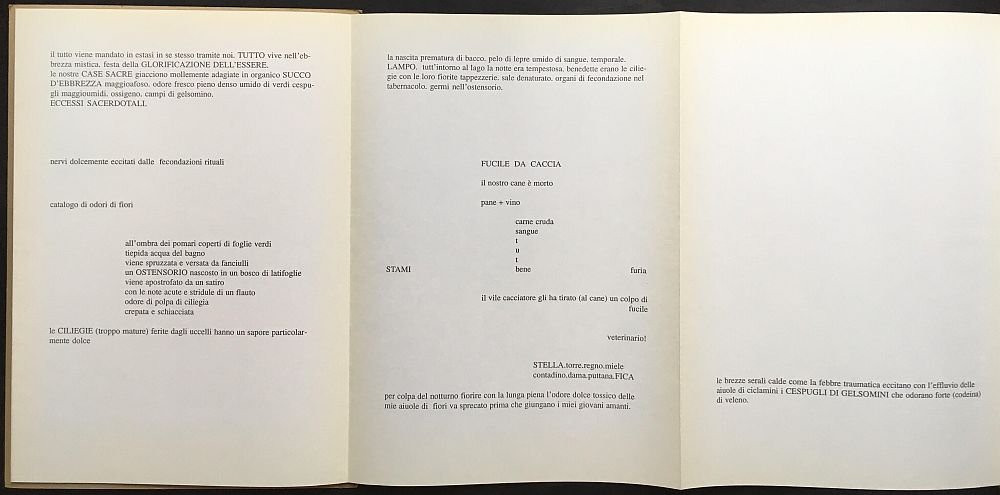 il tutto viene mandato in estasi in se stesso tramite noi. TUTTO vive nell'eb-
brezza mistica. festa della GLORIFICAZIONE DELL'ESSERE.
le nostre CASE SACRE giacciono mollemente adagiate in organico SUCCO
D'EBBREZZA maggioafoso. odore fresco pieno denso umido di verdi cespu-
gli maggioumidi. ossigeno. campi di gelsomino.
ECCESSI SACERDOTALI.
nervi dolcemente eccitati dalle fecondazioni rituali
catalogo di odori di fiori
all'ombra dei pomari coperti di foglie verdi
tiepida acqua del bagno
viene spruzzata e versata da fanciulli
un OSTENSORIO nascosto in un bosco di latifoglie
viene apostrofato da un satiro
con le note acute e stridule di un flauto
odore di polpa di ciliegia
crepata e schiacciata
le CILIEGIE (troppo mature) ferite dagli uccelli hanno un sapore particolar-
mente dolce
la nascita prematura di bacco. pelo di lepre umido di sangue. temporale.
LAMPO. tutt'intorno al lago la notte era tempestosa. benedette erano le cilie-
gie con le loro fiorite tappezzerie. sale denaturato. organi di fecondazione nel
tabernacolo. germi nell'ostensorio.
FUCILE DA CACCIA
il nostro cane è morto
pane + vino
carne cruda
sangue
t
u
t
STAMI bene furia
il vile cacciatore gli ha tirato (al cane) un colpo di
fucile
veterinario!
STELLA.torre.regno.miele
contadino.dama.puttana.FICA
per colpa del notturno fiorire con la lunga piena l'odore dolce tossico delle
mie aiuole di fiori va sprecato prima che giungano i miei giovani amanti.
le brezze serali calde come la febbre traumatica eccitano con l'effluvio delle
aiuole di ciclamini i CESPUGLI DI GELSOMINI che odorano forte (codeina)
di veleno.